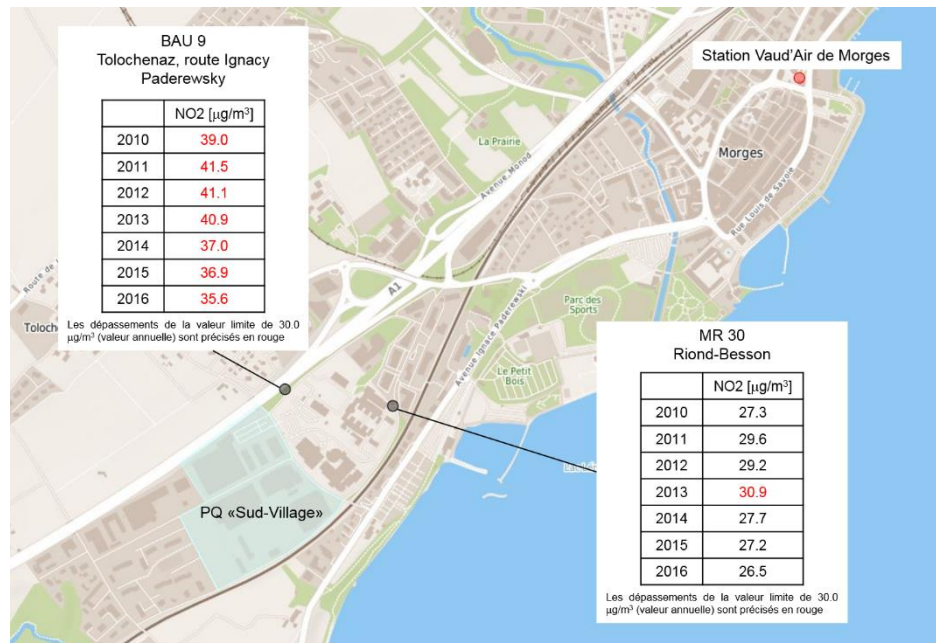 BAU 9
Tolochenaz, route Ignacy
Paderewsky
NO2 [µg/m³]
2010 39.0
2011 41.5
2012 41.1
2013 40.9
2014 37.0
2015 36.9
2016 35.6
Les dépassements de la valeur limite de 30.0
µg/m³ (valeur annuelle) sont précisés en rouge
Station Vaud'Air de Morges
La Prairie
Avenue Monod
Morges
Rue Louis de Savoie
Route de
A1
Toloche
Avenue Ignace Paderewski
Parc des
Sports
Le Petit
Bois
PQ «Sud-Village»
MR 30
Riond-Besson
NO2 [µg/m³]
2010 27.3
2011 29.6
2012 29.2
2013 30.9
2014 27.7
2015 27.2
2016 26.5
Les dépassements de la valeur limite de 30.0
µg/m³ (valeur annuelle) sont précisés en rouge